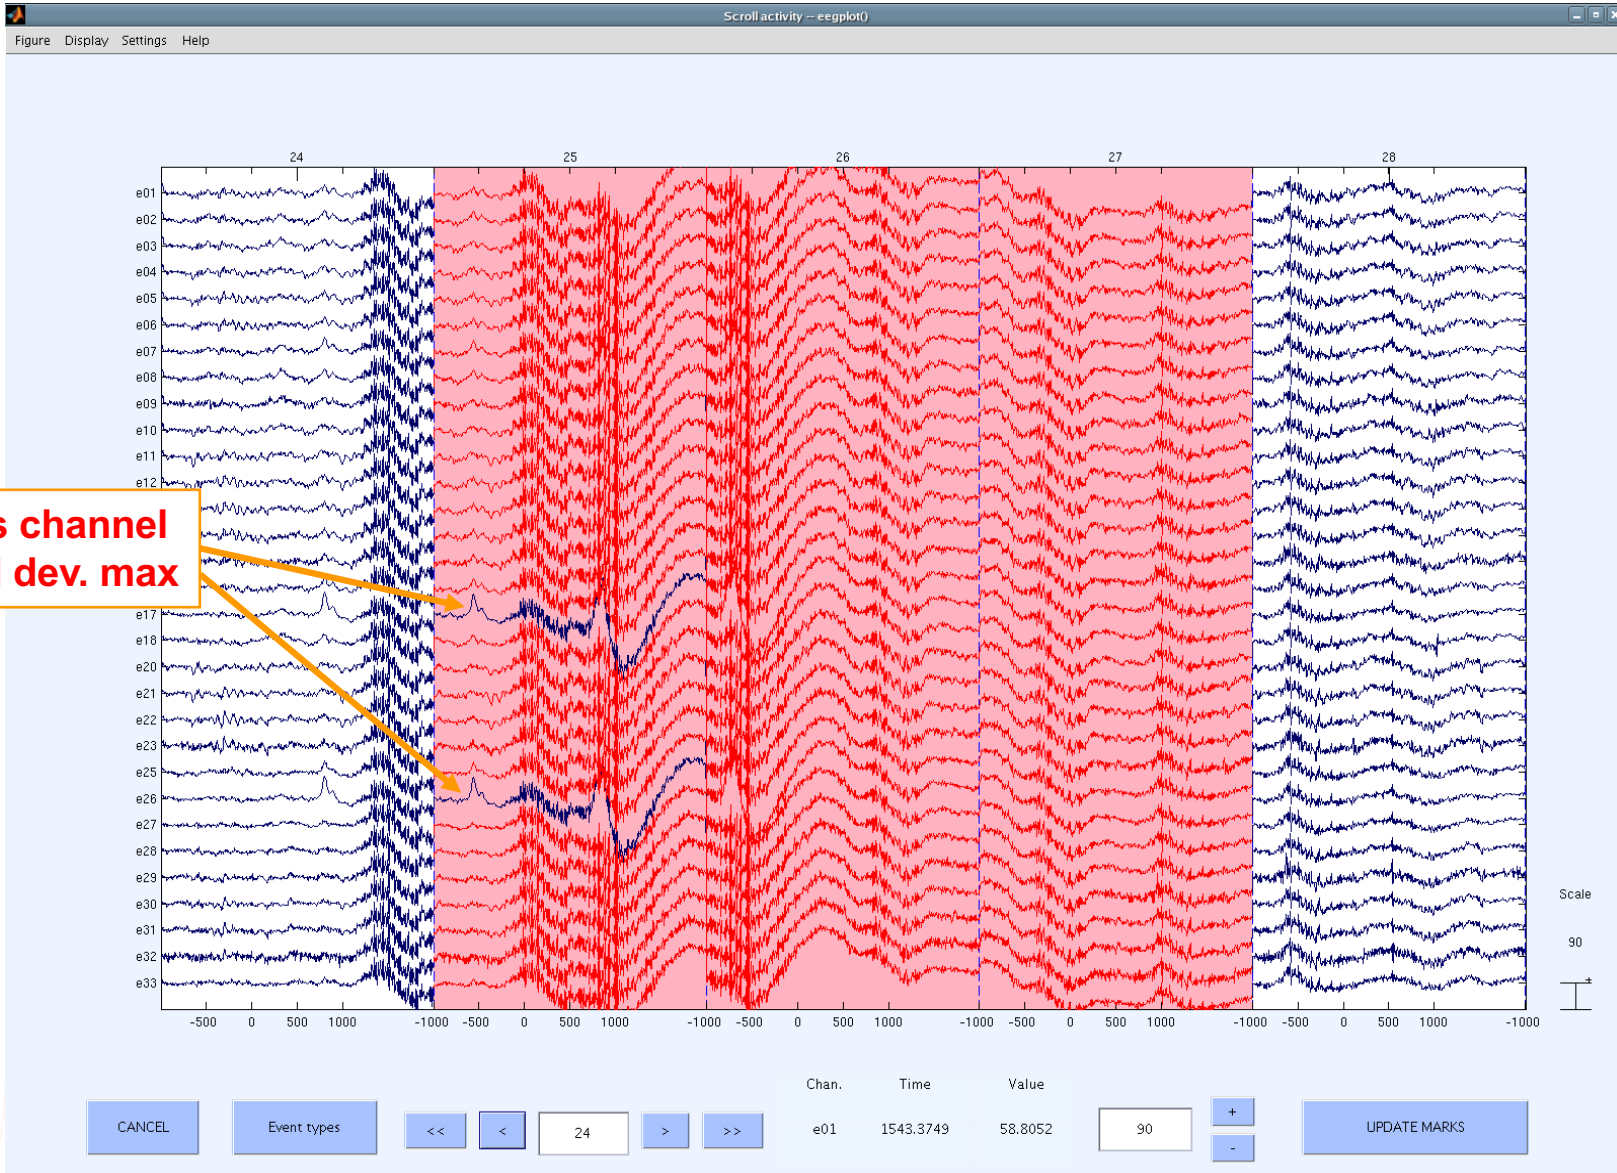 Scroll activity -- eegplot()
Figure Display Settings Help
24 25 26 27 28
e01
e02
e03
e04
e05
e06
e07
e08
e09
e10
e11
e12
s channel
dev. max
e17
e18
e20
e21
e22
e23
e25
e26
e27
e28
e29
e30
e31
e32
e33
Scale
90
+
-500 0 500 1000 -1000 -500 0 500 1000 -1000 -500 0 500 1000 -1000 -500 0 500 1000 -1000 -500 0 500 1000 -1000
Chan. Time Value
CANCEL Event types << < 24 > >> e01 1543.3749 58.8052 90 + - UPDATE MARKS